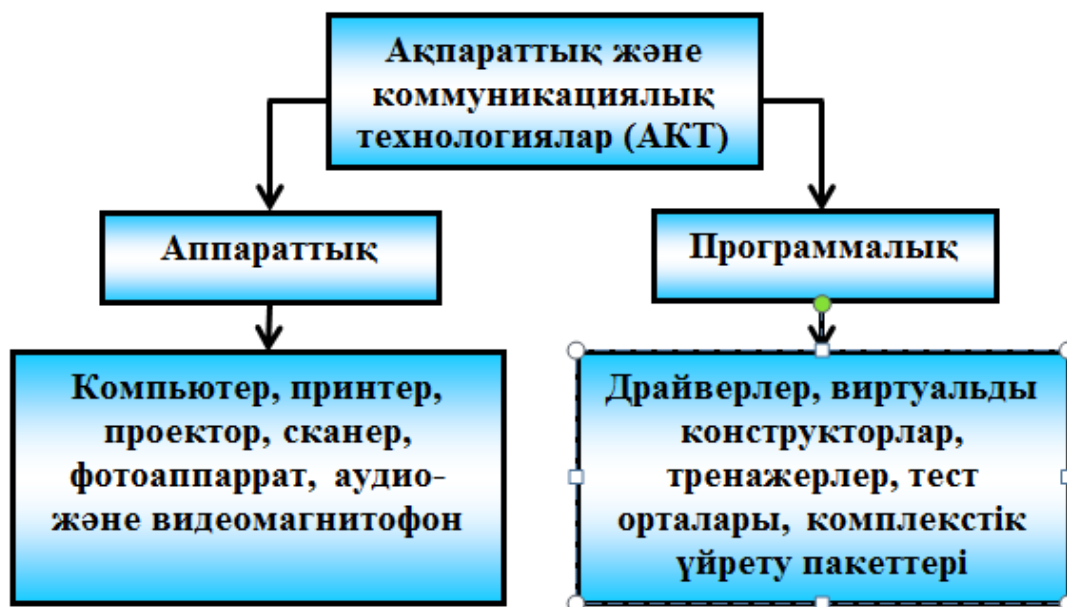 Ақпараттық және
коммуникациялық
технологиялар (АКТ)
Аппараттық
Программалық
Компьютер, принтер,
проектор, сканер,
фотоаппаррат, аудио-
және видеомагнитофон
Драйверлер, виртуальды
конструкторлар,
тренажерлер, тест
орталары, комплекстік
үйрету пакеттері